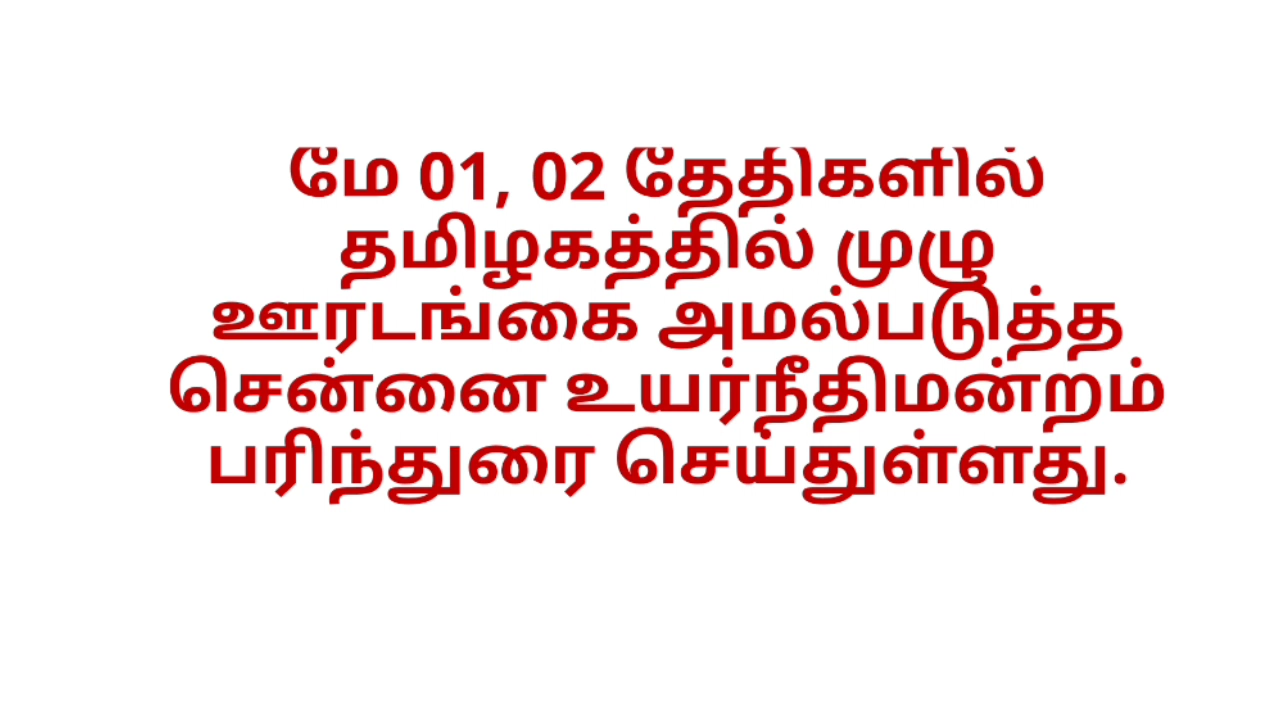 மே 01, 02 தேதிகளில்
தமிழகத்தில் முழு
ஊரடங்கை அமல்படுத்த
சென்னை உயர்நீதிமன்றம்
பரிந்துரை செய்துள்ளது.